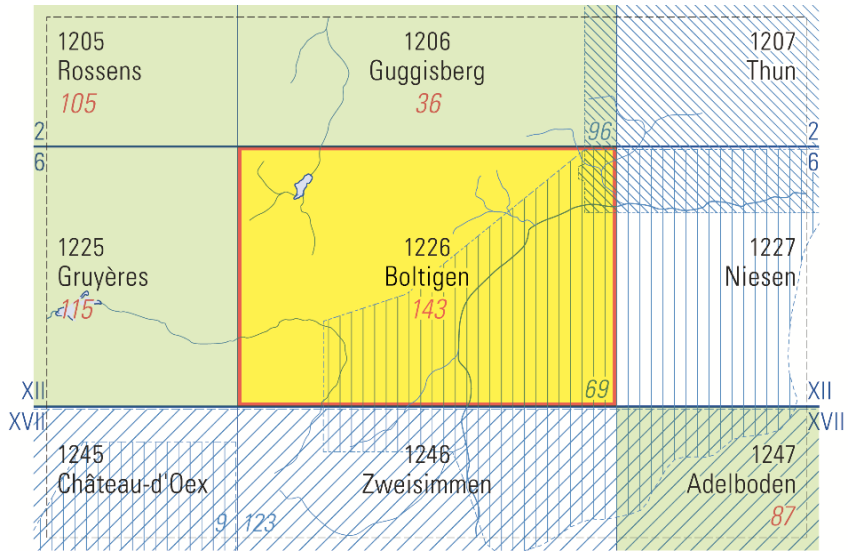 1205
Rossens
105
1206
Guggisberg
36
1207
Thun
2
96
2
6
6
1225
Gruyères
115
1226
Boltigen
143
1227
Niesen
XII
69
XII
XVII
XVII
1245
Château-d'Oex
9
123
1246
Zweisimmen
1247
Adelboden
87